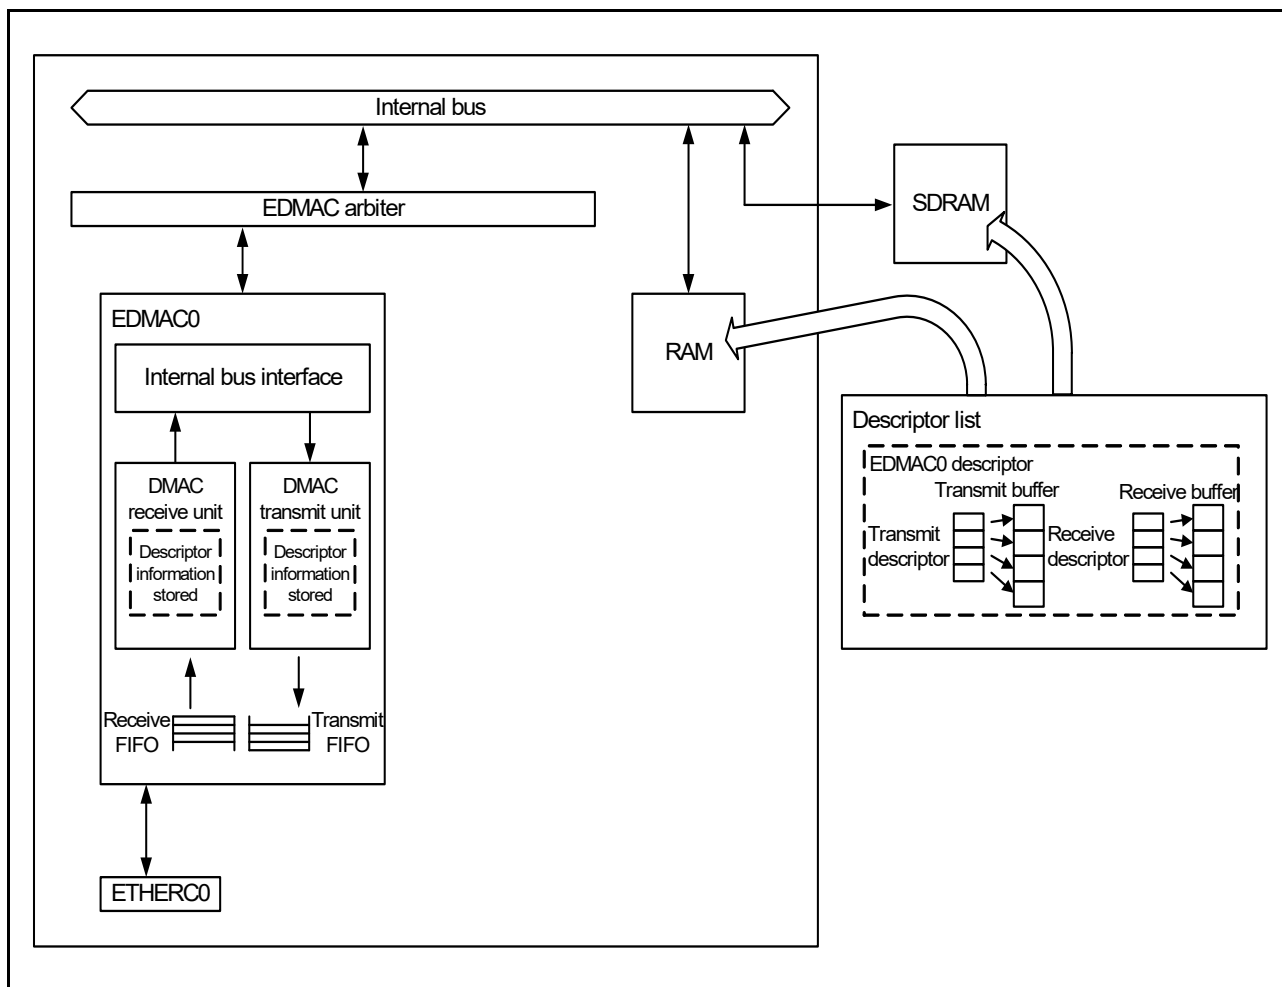 Internal bus
EDMAC arbiter
SDRAM
EDMAC0
RAM
Internal bus interface
Descriptor list
EDMAC0 descriptor
Transmit buffer
Receive buffer
Transmit
descriptor
Receive
descriptor
DMAC
receive unit
Descriptor
information
stored
DMAC
transmit unit
Descriptor
information
stored
Receive
FIFO
Transmit
FIFO
ETHERC0